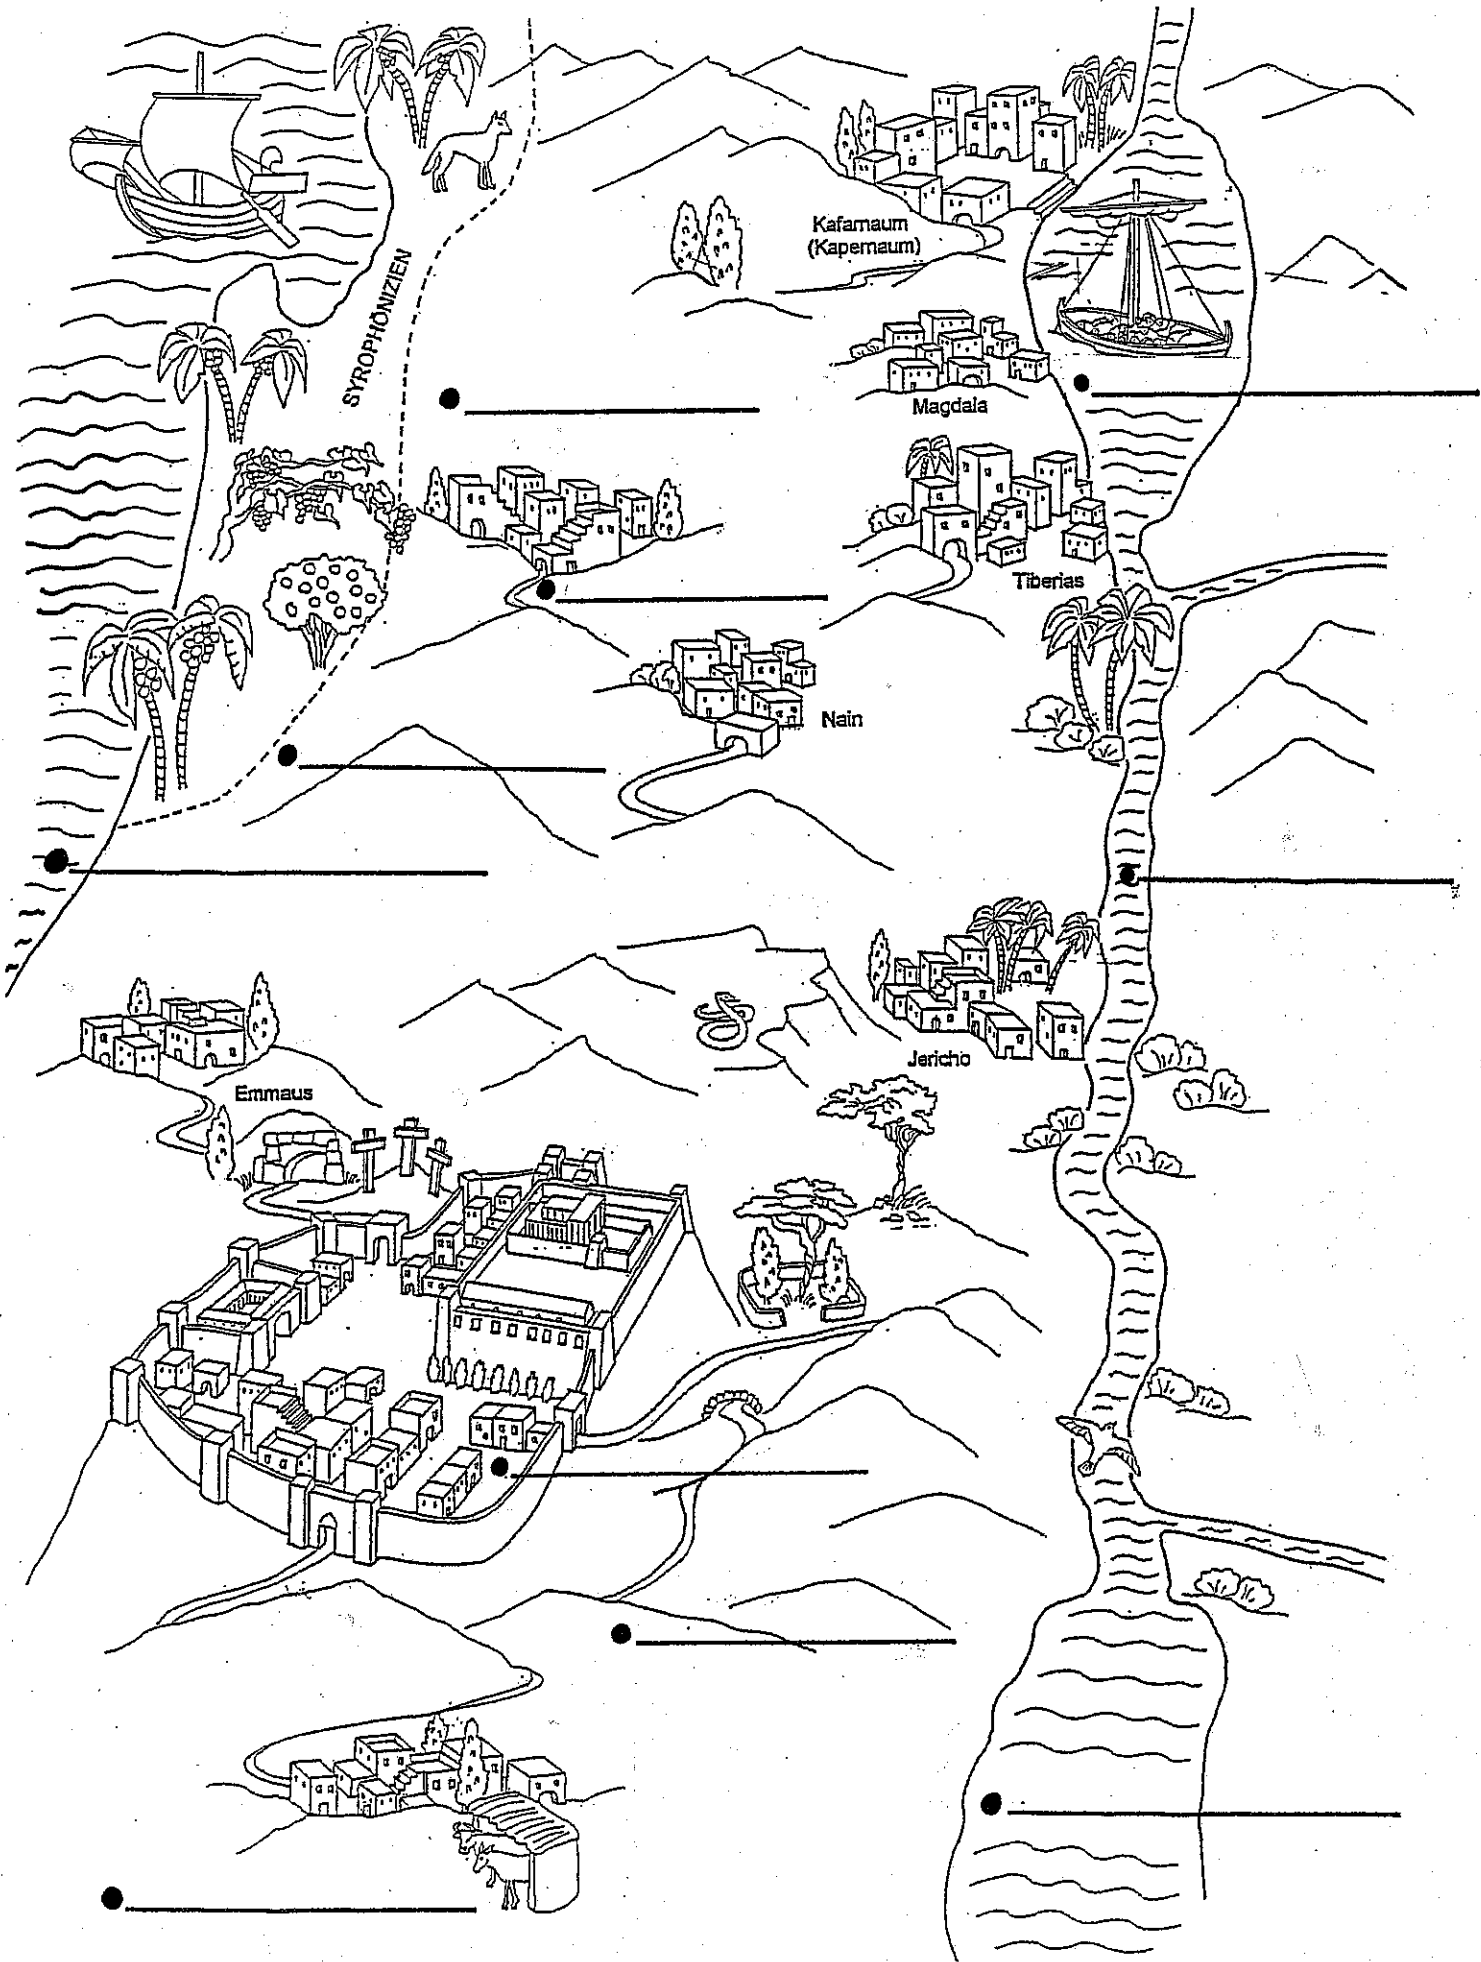 SYROPHÖNIZIEN
Kafarnaum
(Kapernaum)
Magdala
Tiberias
Nain
Jericho
Emmaus